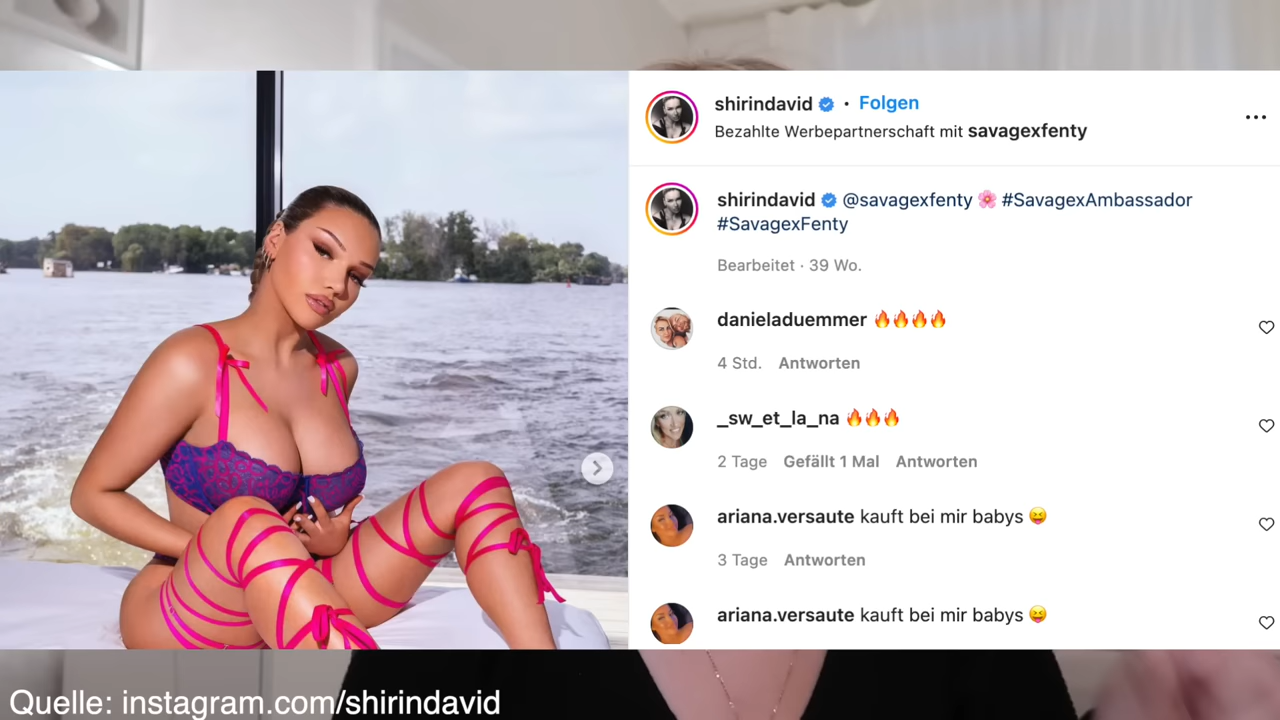 shirindavid • Folgen
Bezahlte Werbepartnerschaft mit savagexfenty
shirindavid @savagexfenty 🌸 #SavagexAmbassador
#SavagexFenty
Bearbeitet · 39 Wo.
danieladuemmer 🔥🔥🔥🔥
4 Std. Antworten
_sw_et_la_na 🔥🔥🔥
2 Tage Gefällt 1 Mal Antworten
ariana.versaute kauft bei mir babys 😝
3 Tage Antworten
ariana.versaute kauft bei mir babys 😝
Quelle: instagram.com/shirindavid